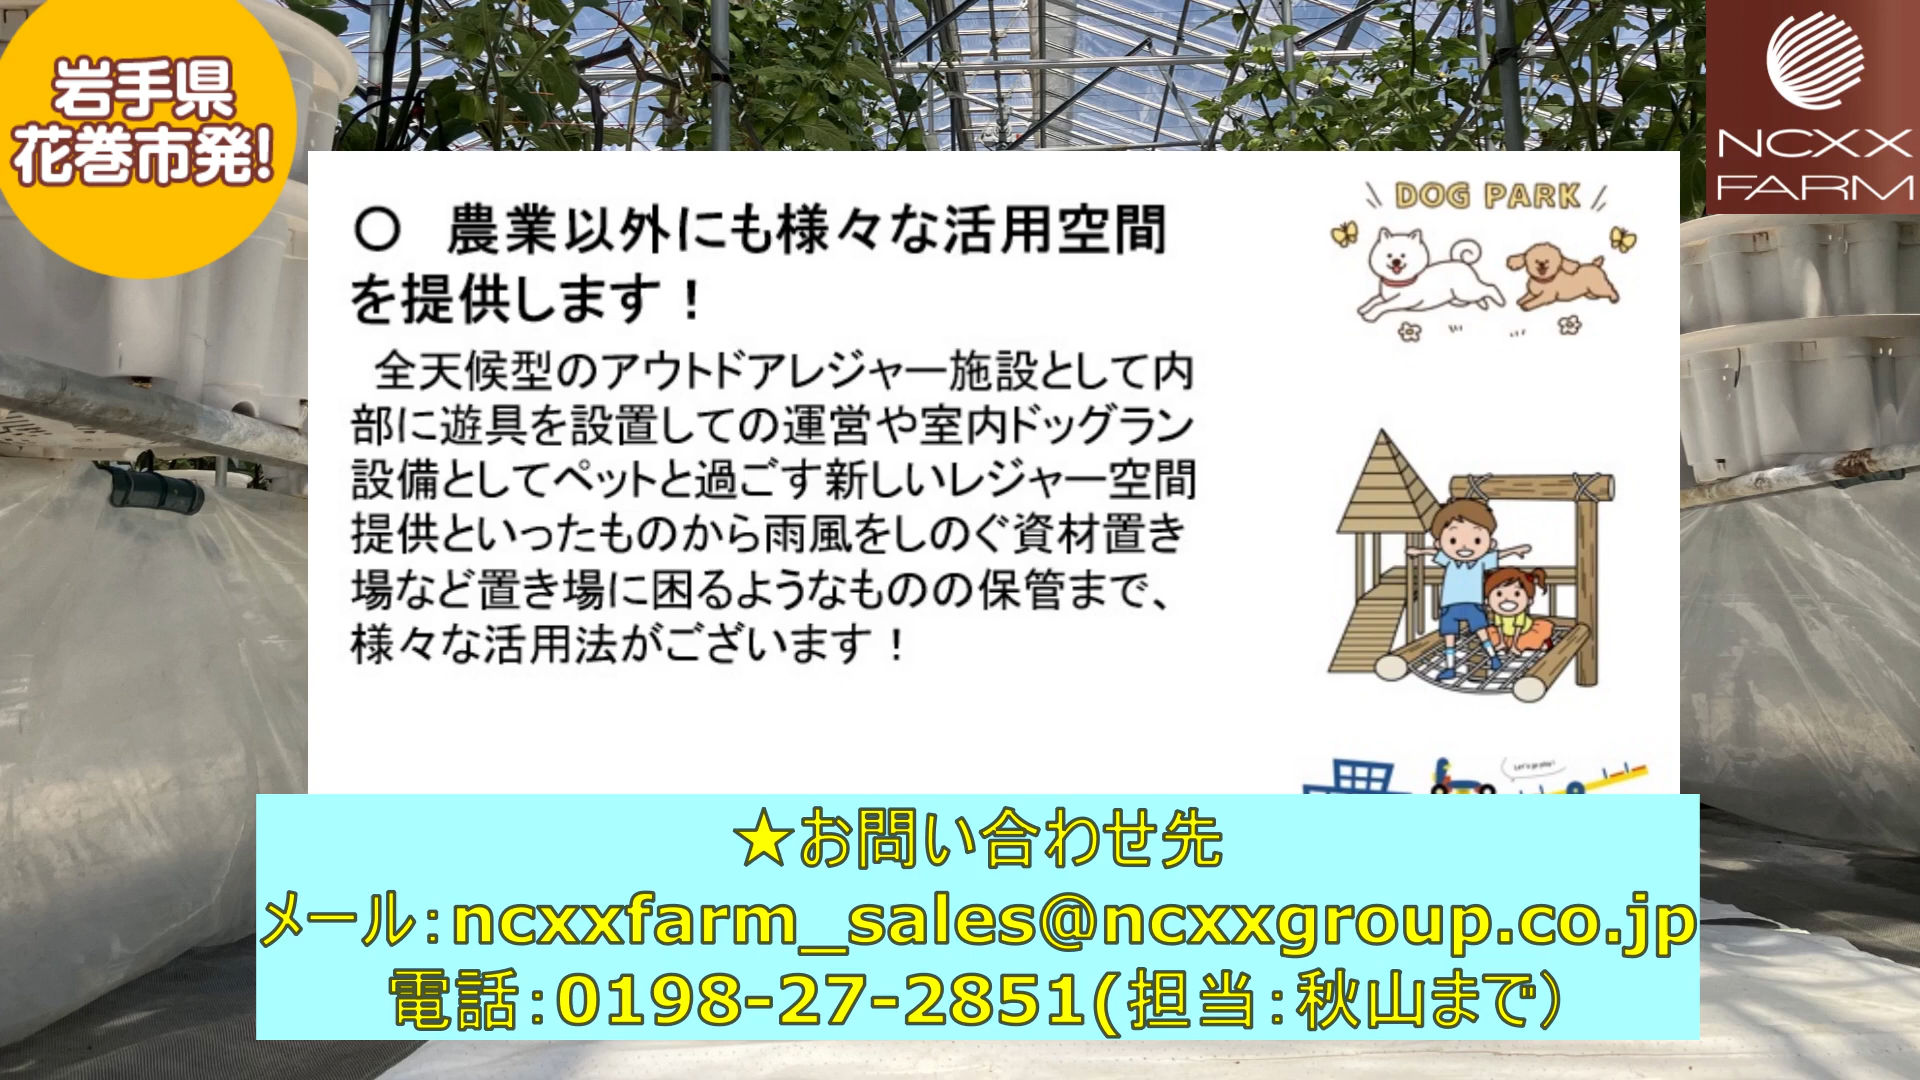 岩手県
花巻市発!
NCXX
FARM
DOG PARK
〇　農業以外にも様々な活用空間
を提供します！
全天候型のアウトドアレジャー施設として内
部に遊具を設置しての運営や室内ドッグラン
設備としてペットと過ごす新しいレジャー空間
提供といったものから雨風をしのぐ資材置き
場など置き場に困るようなものの保管まで、
様々な活用法がございます！
Let's go play!
★お問い合わせ先
メール：ncxxfarm_sales@ncxxgroup.co.jp
電話：0198-27-2851(担当：秋山まで）